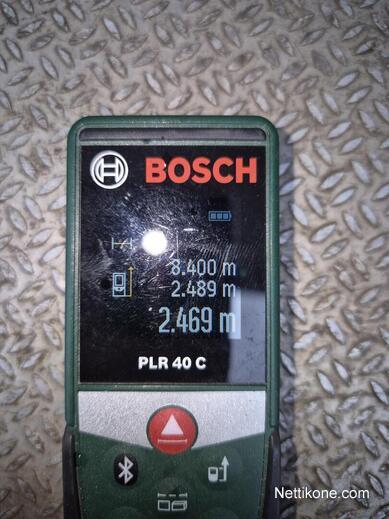 BOSCH
8.400 m
2.489 m
2.469 m
PLR 40 C
Nettikone.com